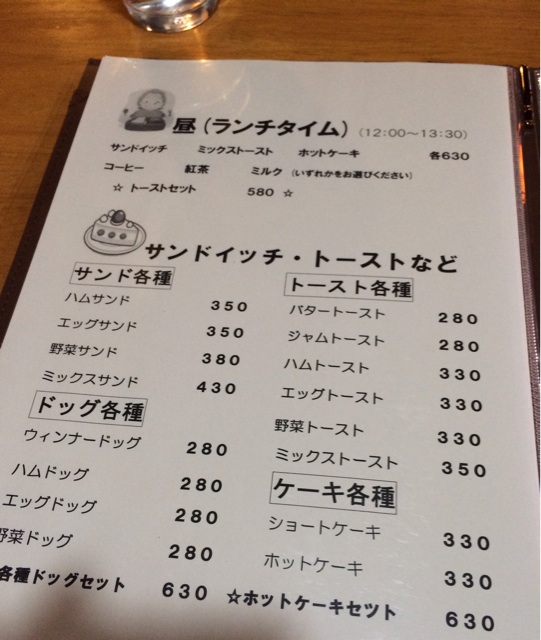 昼(ランチタイム) (12:00~13:30)
サンドイッチ ミックストースト ホットケーキ 各630
コーヒー 紅茶 ミルク (いずれかをお選びください)
☆ トーストセット 580 ☆
サンドイッチ・トーストなど
サンド各種
ハムサンド 350
エッグサンド 350
野菜サンド 380
ミックスサンド 430
ドッグ各種
ウィンナードッグ 280
ハムドッグ 280
エッグドッグ 280
野菜ドッグ 280
各種ドッグセット 630
トースト各種
バタートースト 280
ジャムトースト 280
ハムトースト 330
エッグトースト 330
野菜トースト 330
ミックストースト 350
ケーキ各種
ショートケーキ 330
ホットケーキ 330
☆ホットケーキセット 630